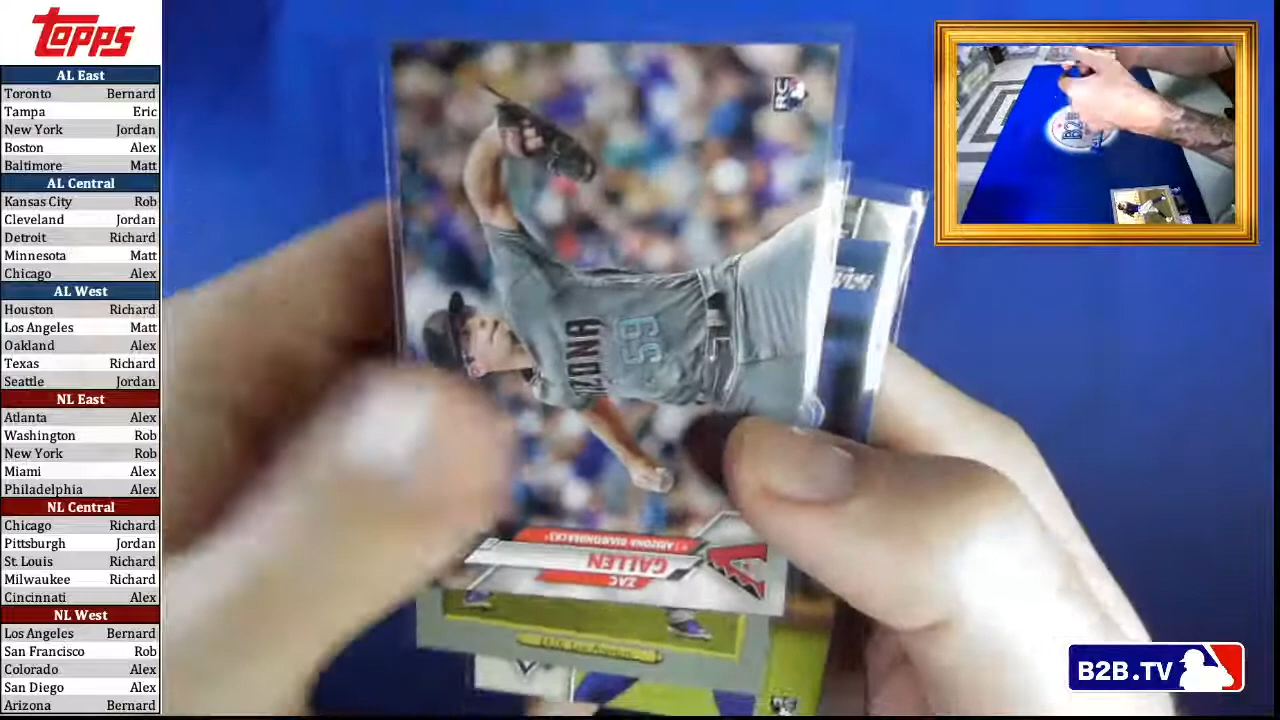 TOPPS
AL East
Toronto Bernard
Tampa Eric
New York Jordan
Boston Alex
Baltimore Matt
AL Central
Kansas City Rob
Cleveland Jordan
Detroit Richard
Minnesota Matt
Chicago Alex
AL West
Houston Richard
Los Angeles Matt
Oakland Alex
Texas Richard
Seattle Jordan
NL East
Atlanta Alex
Washington Rob
New York Rob
Miami Alex
Philadelphia Alex
NL Central
Chicago Richard
Pittsburgh Jordan
St. Louis Richard
Milwaukee Richard
Cincinnati Alex
NL West
Los Angeles Bernard
San Francisco Rob
Colorado Alex
San Diego Alex
Arizona Bernard
RC
ZONA
59
ZAC
GALLEN
ARIZONA DIAMONDBACKS
B2B.TV